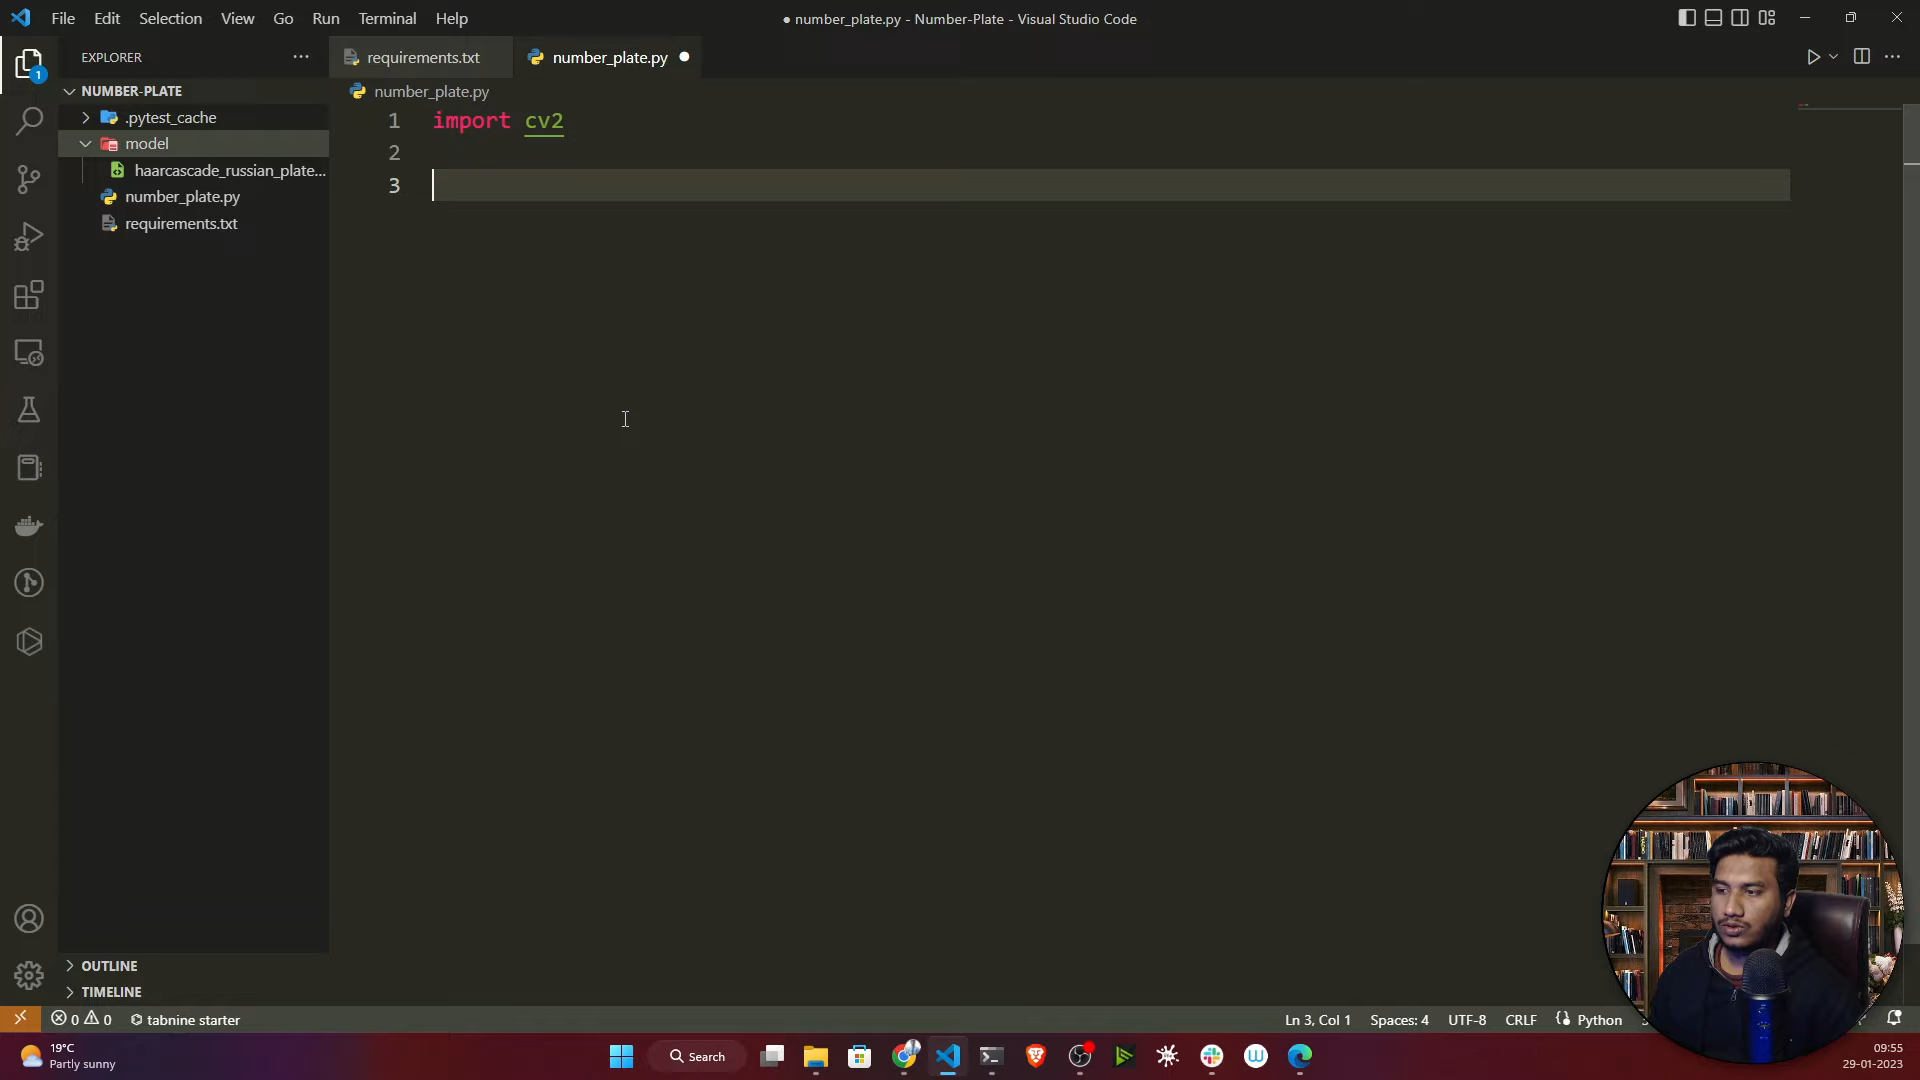 File Edit Selection View Go Run Terminal Help
● number_plate.py - Number-Plate - Visual Studio Code
EXPLORER
requirements.txt
number_plate.py
1
NUMBER-PLATE
number_plate.py
.pytest_cache
model
haarcascade_russian_plate...
number_plate.py
requirements.txt
1 import cv2
2
3
OUTLINE
TIMELINE
0 0 tabnine starter
Ln 3, Col 1 Spaces: 4 UTF-8 CRLF Python
19°C
Partly sunny
Search
09:55
29-01-2023